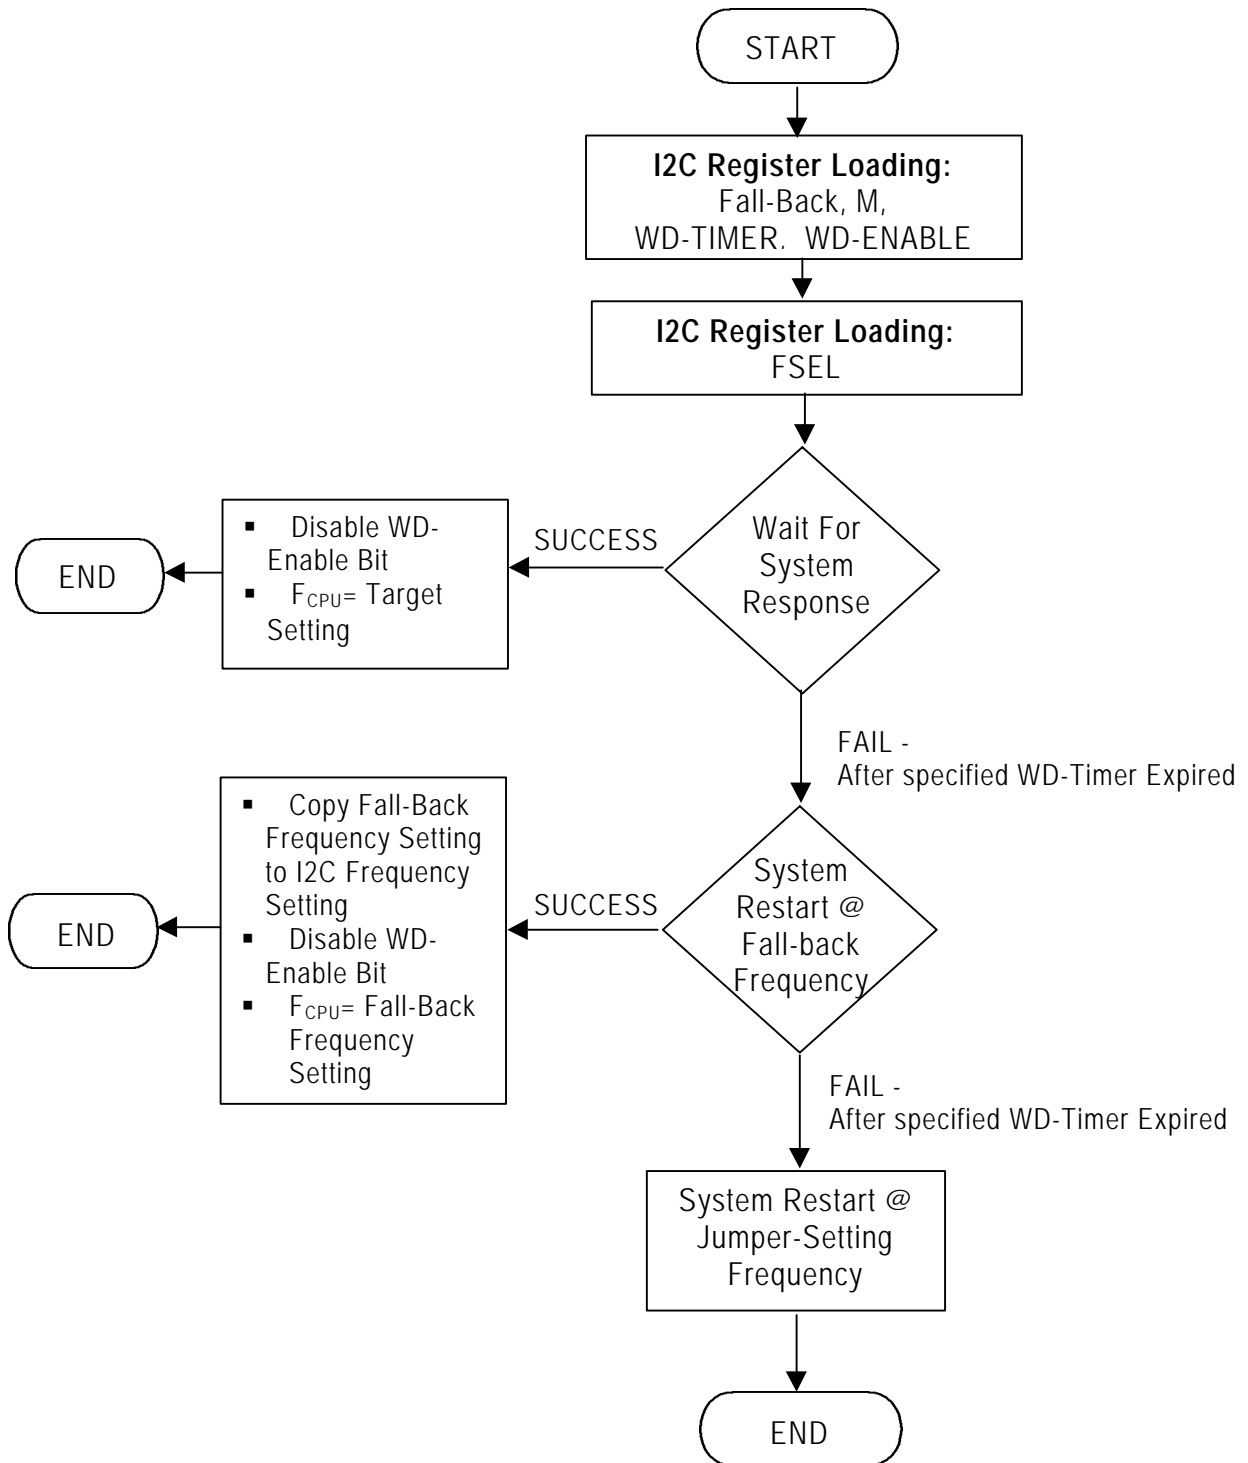 START
I2C Register Loading:
Fall-Back, M,
WD-TIMER. WD-ENABLE
I2C Register Loading:
FSEL
Wait For
System
Response
SUCCESS
▪ Disable WD-
Enable Bit
▪ FCPU= Target
Setting
END
FAIL -
After specified WD-Timer Expired
System
Restart @
Fall-back
Frequency
SUCCESS
▪ Copy Fall-Back
Frequency Setting
to I2C Frequency
Setting
▪ Disable WD-
Enable Bit
▪ FCPU= Fall-Back
Frequency
Setting
END
FAIL -
After specified WD-Timer Expired
System Restart @
Jumper-Setting
Frequency
END